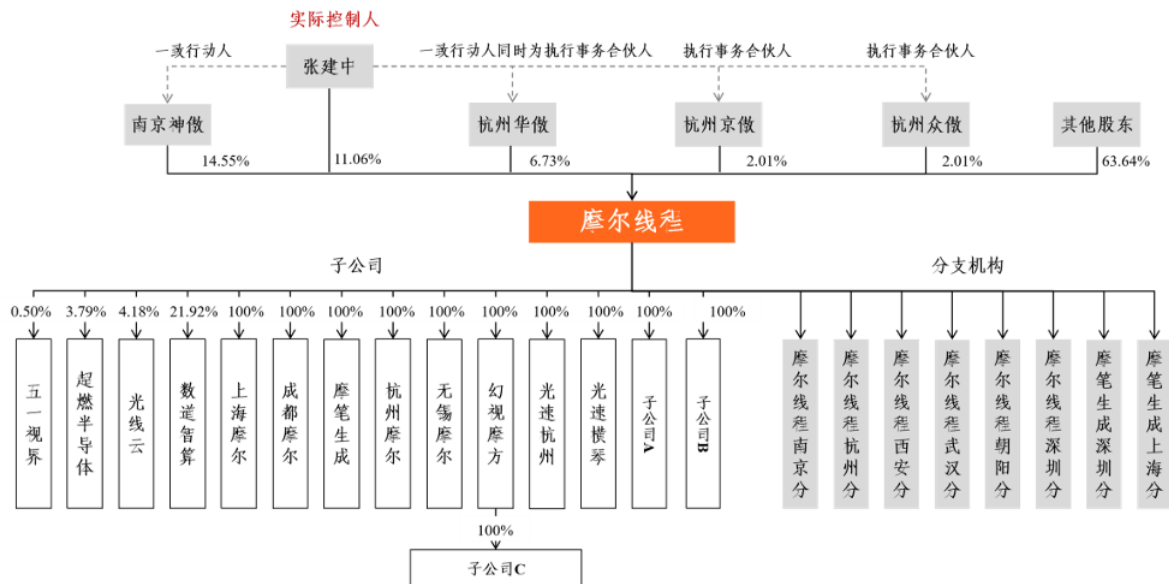 实际控制人
一致行动人
张建中
一致行动人同时为执行事务合伙人
执行事务合伙人
执行事务合伙人
南京神傲
杭州华傲
杭州京傲
杭州众傲
其他股东
14.55%
11.06%
6.73%
2.01%
2.01%
63.64%
摩尔线程
子公司
分支机构
0.50%
3.79%
4.18%
21.92%
100%
100%
100%
100%
100%
100%
100%
100%
100%
100%
五一视界
超燃半导体
光线云
数道智算
上海摩尔
成都摩尔
摩笔生成
杭州摩尔
无锡摩尔
幻视摩方
光速杭州
光速横琴
子公司A
子公司B
摩尔线程南京分
摩尔线程杭州分
摩尔线程西安分
摩尔线程武汉分
摩尔线程朝阳分
摩尔线程深圳分
摩笔生成深圳分
摩笔生成上海分
100%
子公司C